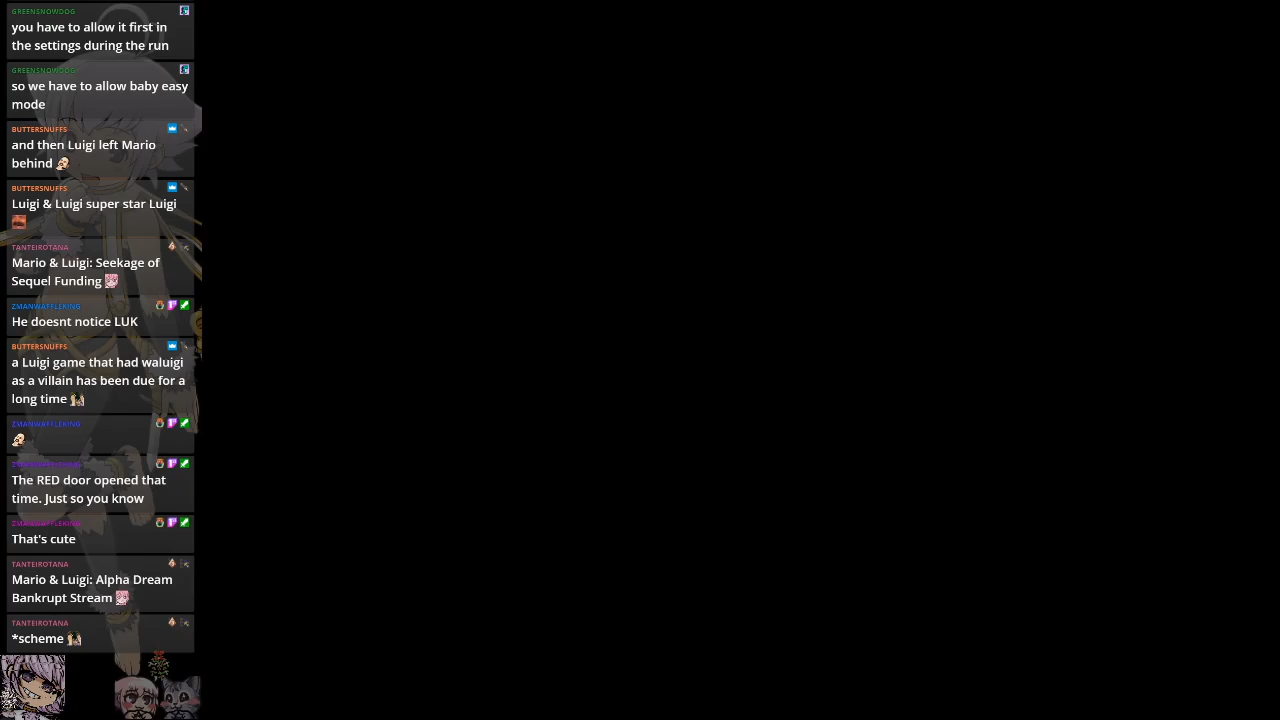 GREENSNOWDOG
you have to allow it first in
the settings during the run
GREENSNOWDOG
so we have to allow baby easy
mode
BUTTERSNUFFS
and then Luigi left Mario
behind
BUTTERSNUFFS
Luigi & Luigi super star Luigi
TANTEIROTANA
Mario & Luigi: Seekage of
Sequel Funding
ZMANWAFFLEKING
He doesnt notice LUK
BUTTERSNUFFS
a Luigi game that had waluigi
as a villain has been due for a
long time
ZMANWAFFLEKING
ZMANWAFFLEKING
The RED door opened that
time. Just so you know
ZMANWAFFLEKING
That's cute
TANTEIROTANA
Mario & Luigi: Alpha Dream
Bankrupt Stream
TANTEIROTANA
*scheme